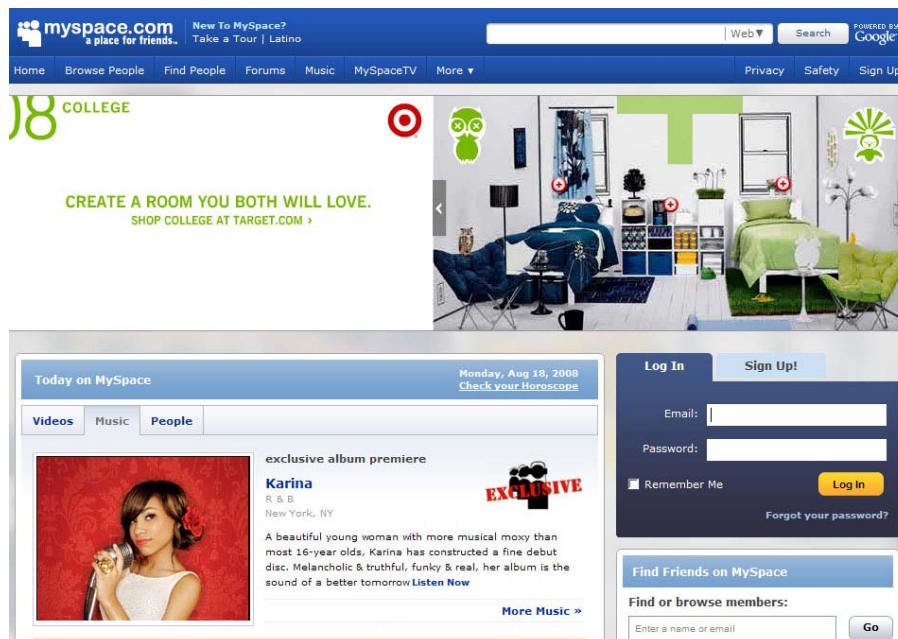 myspace.com
a place for friends
New To MySpace?
Take a Tour | Latino
Web▼
Search
POWERED BY
Google
Home Browse People Find People Forums Music MySpaceTV More ▼ Privacy Safety Sign Up
08 COLLEGE
CREATE A ROOM YOU BOTH WILL LOVE.
SHOP COLLEGE AT TARGET.COM ›
Today on MySpace
Monday, Aug 18, 2008
Check your Horoscope
Videos Music People
exclusive album premiere
Karina
R & B
New York, NY
EXCLUSIVE
A beautiful young woman with more musical moxy than
most 16-year olds, Karina has constructed a fine debut
disc. Melancholic & truthful, funky & real, her album is the
sound of a better tomorrow Listen Now
More Music »
Log In Sign Up!
Email:
Password:
Remember Me
Log In
Forgot your password?
Find Friends on MySpace
Find or browse members:
Enter a name or email
Go